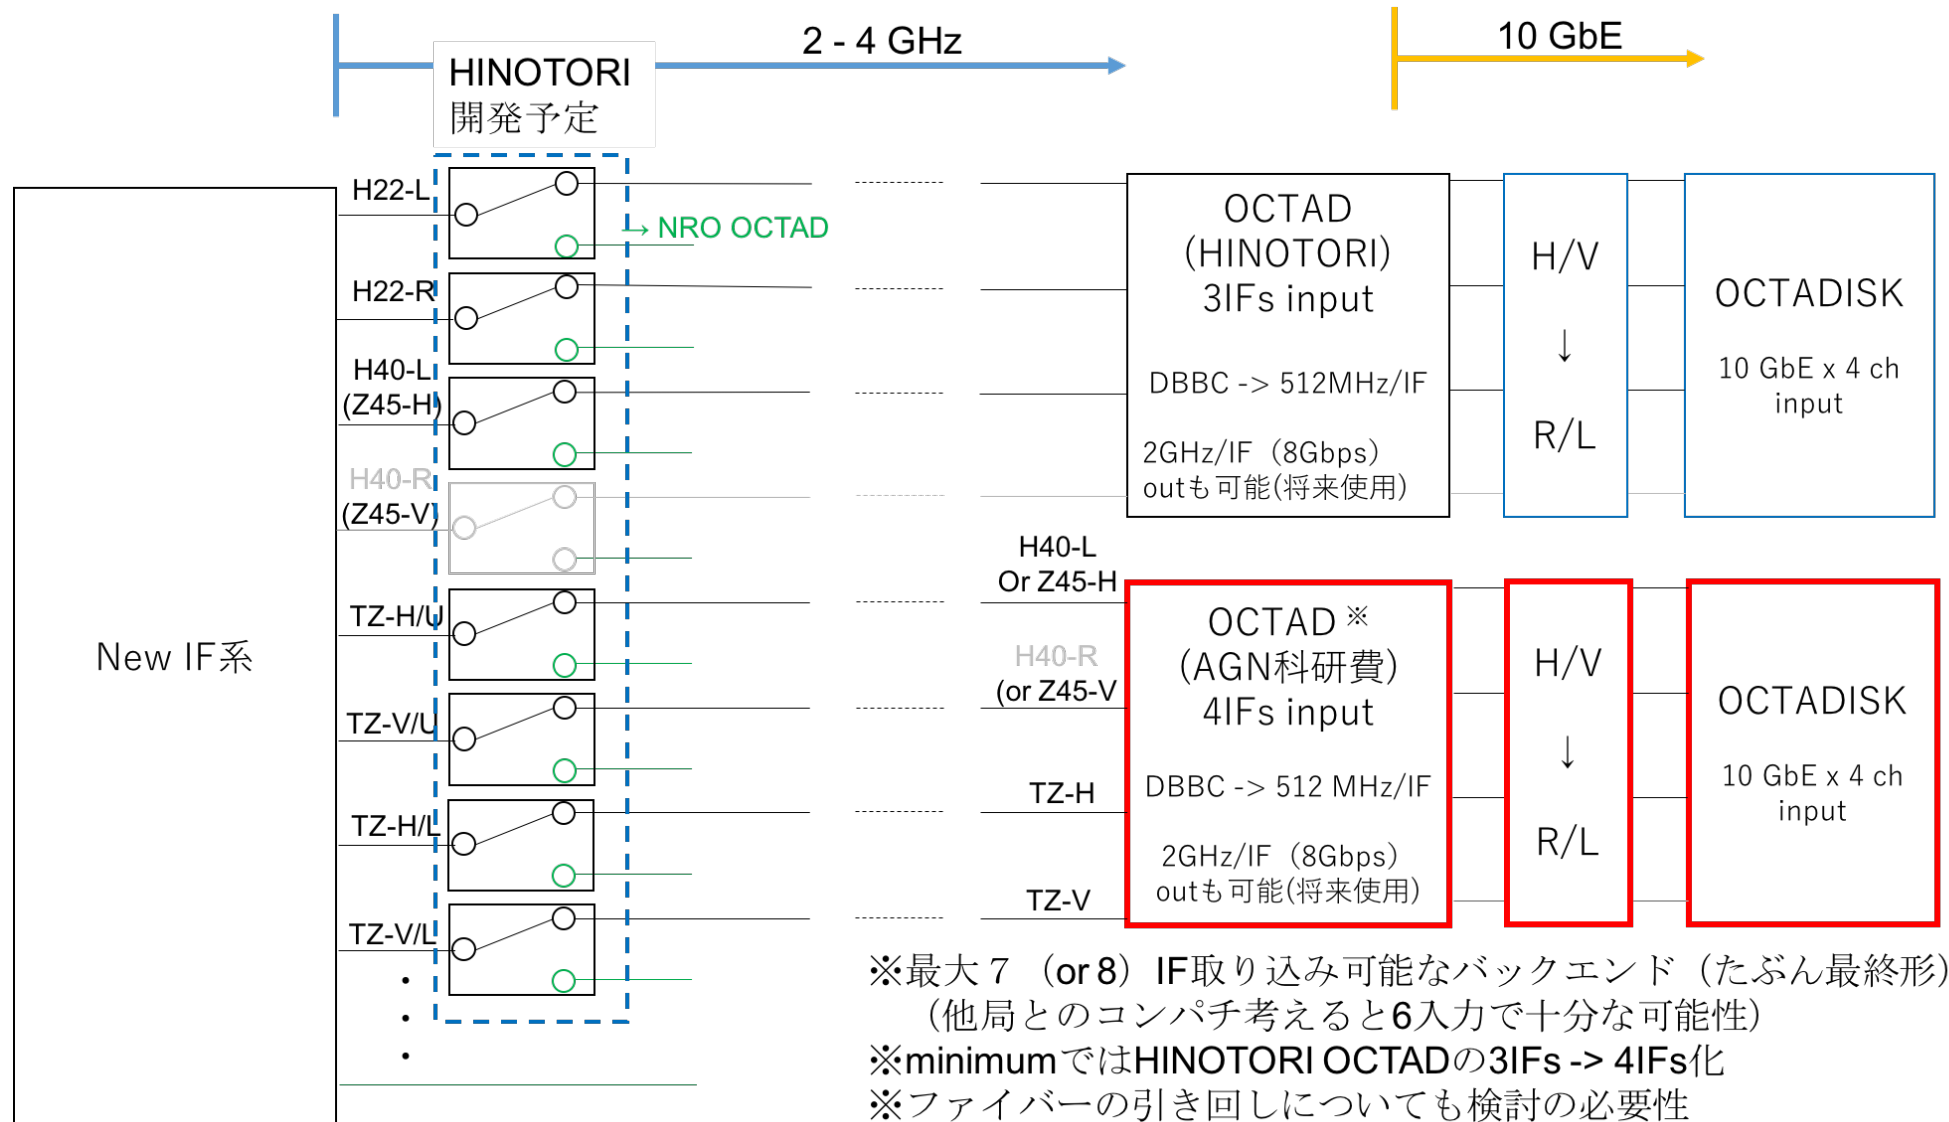 2 - 4 GHz
10 GbE
HINOTORI
開発予定
H22-L
→ NRO OCTAD
H22-R
H40-L
(Z45-H)
H40-R
(Z45-V)
TZ-H/U
TZ-V/U
TZ-H/L
TZ-V/L
New IF系
OCTAD
(HINOTORI)
3IFs input
DBBC -> 512MHz/IF
2GHz/IF（8Gbps）
outも可能(将来使用)
H/V
↓
R/L
OCTADISK
10 GbE x 4 ch
input
H40-L
Or Z45-H
H40-R
(or Z45-V
TZ-H
TZ-V
OCTAD※
(AGN科研費)
4IFs input
DBBC -> 512 MHz/IF
2GHz/IF（8Gbps）
outも可能(将来使用)
H/V
↓
R/L
OCTADISK
10 GbE x 4 ch
input
※最大７（or 8）IF取り込み可能なバックエンド（たぶん最終形）
（他局とのコンパチ考えると6入力で十分な可能性）
※minimumではHINOTORI OCTADの3IFs -> 4IFs化
※ファイバーの引き回しについても検討の必要性